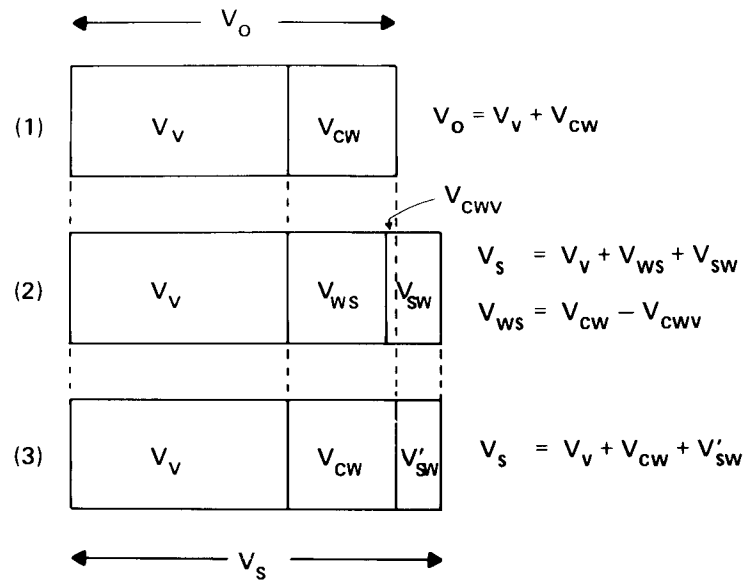 V_O
(1) V_V V_CW V_O = V_V + V_CW
V_CWV
(2) V_V V_WS V_SW V_S = V_V + V_WS + V_SW
V_WS = V_CW − V_CWV
(3) V_V V_CW V'_SW V_S = V_V + V_CW + V'_SW
V_S